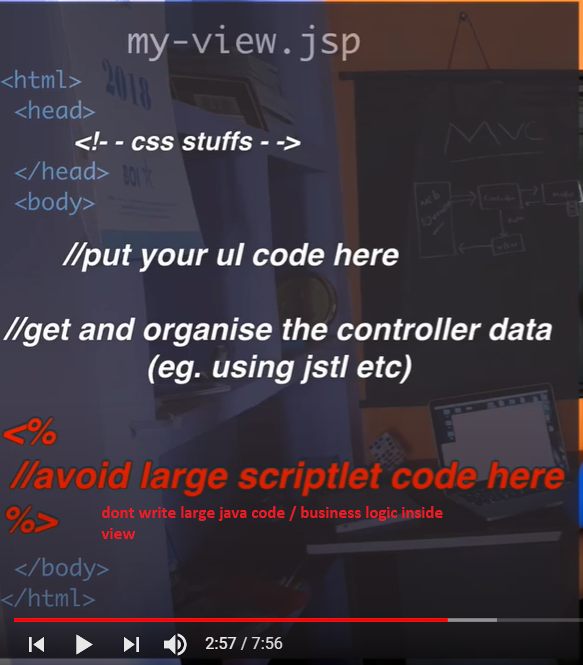 my-view.jsp
<html>
2018
<head>
<!- - css stuffs - ->
</head>
<body>
MVC
//put your ul code here
//get and organise the controller data
(eg. using jstl etc)
<%
//avoid large scriptlet code here
%>
dont write large java code / business logic inside
view
</body>
</html>
2:57 / 7:56